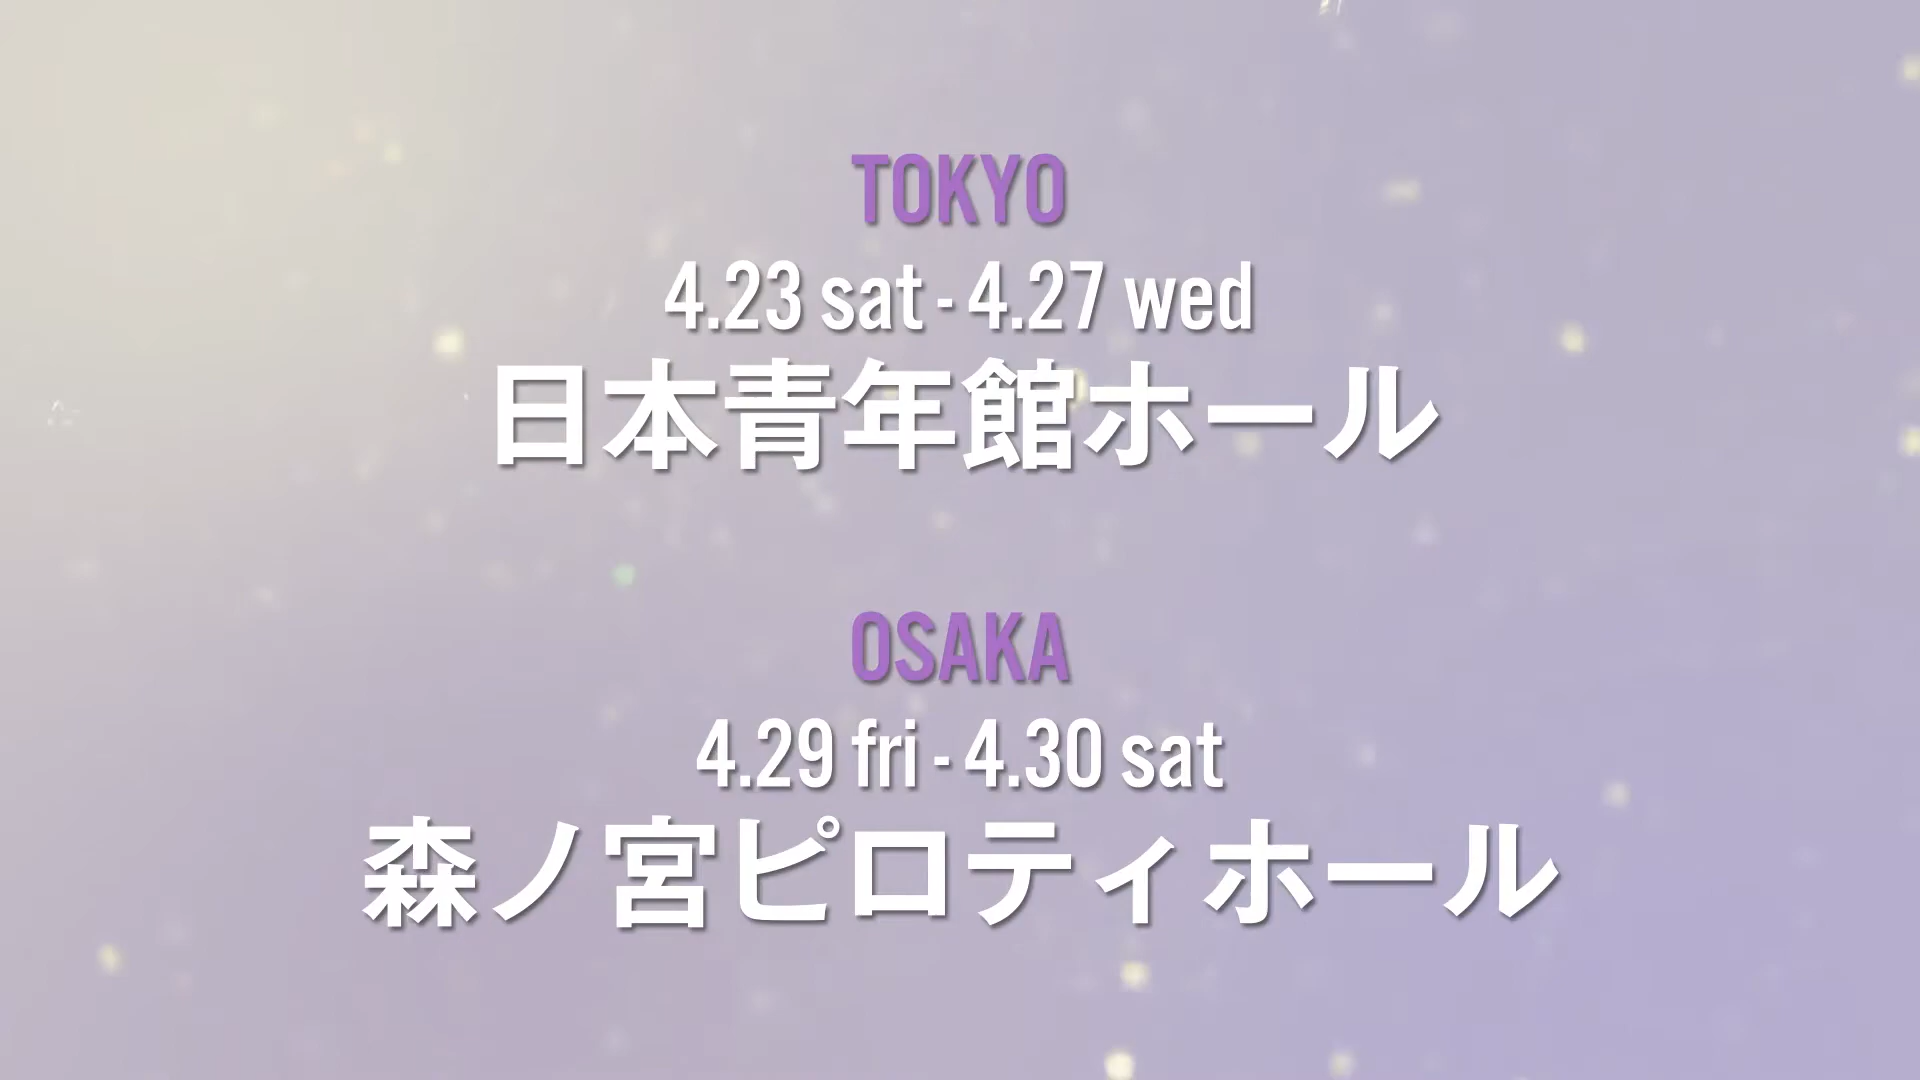 TOKYO
4.23 sat - 4.27 wed
日本青年館ホール
OSAKA
4.29 fri - 4.30 sat
森ノ宮ピロティホール